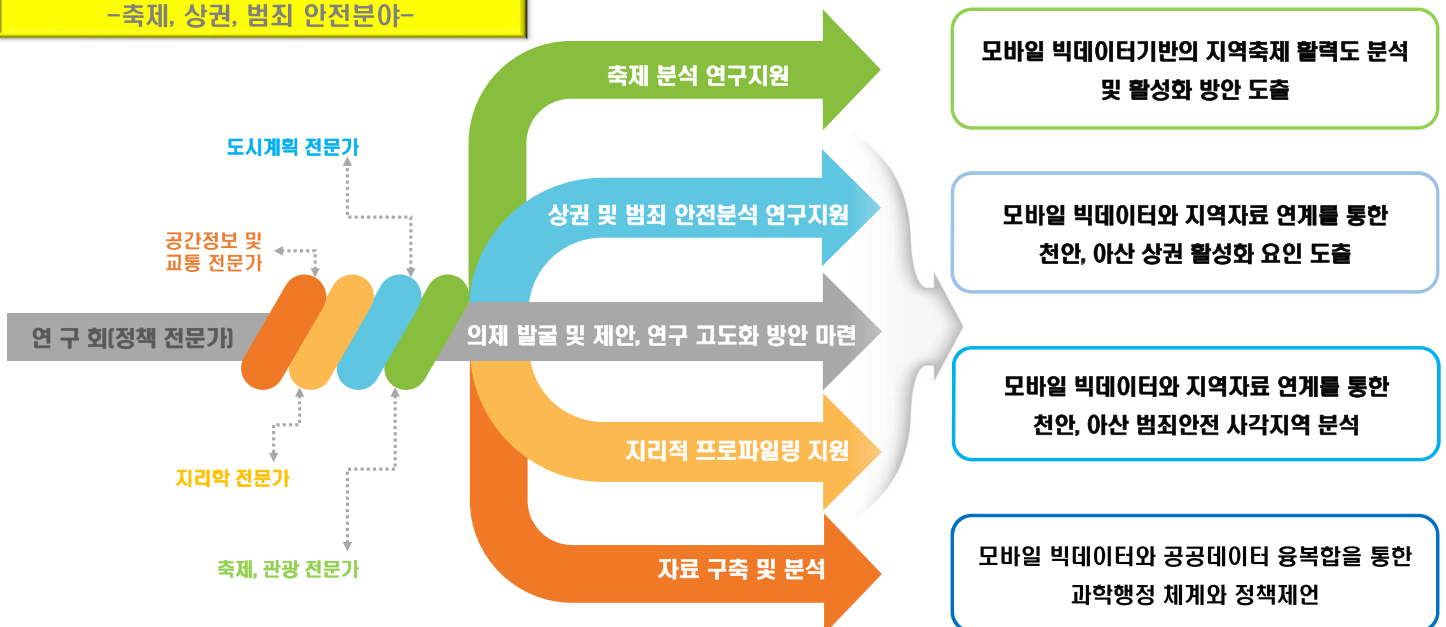 -축제, 상권, 범죄 안전분야-
도시계획 전문가
공간정보 및
교통 전문가
연 구 회(정책 전문가)
지리학 전문가
축제, 관광 전문가
축제 분석 연구지원
상권 및 범죄 안전분석 연구지원
의제 발굴 및 제안, 연구 고도화 방안 마련
지리적 프로파일링 지원
자료 구축 및 분석
모바일 빅데이터기반의 지역축제 활력도 분석
및 활성화 방안 도출
모바일 빅데이터와 지역자료 연계를 통한
천안, 아산 상권 활성화 요인 도출
모바일 빅데이터와 지역자료 연계를 통한
천안, 아산 범죄안전 사각지역 분석
모바일 빅데이터와 공공데이터 융복합을 통한
과학행정 체계와 정책제언